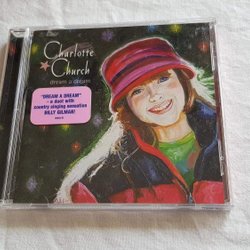 Charlotte
Church
dream a dream
"DREAM A DREAM"
- a duet with
country singing sensation
BILLY GILMAN!